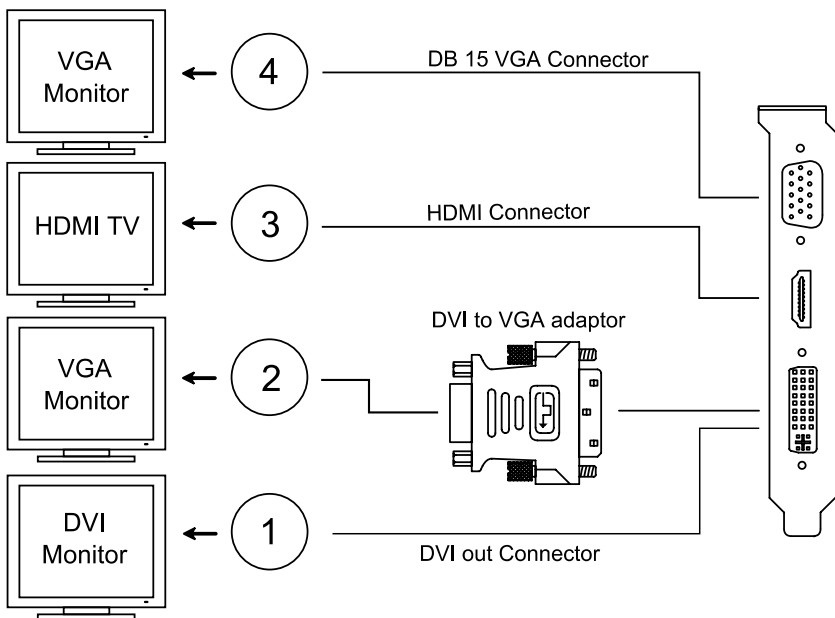 VGA
Monitor
4
DB 15 VGA Connector
HDMI TV
3
HDMI Connector
DVI to VGA adaptor
VGA
Monitor
2
DVI
Monitor
1
DVI out Connector